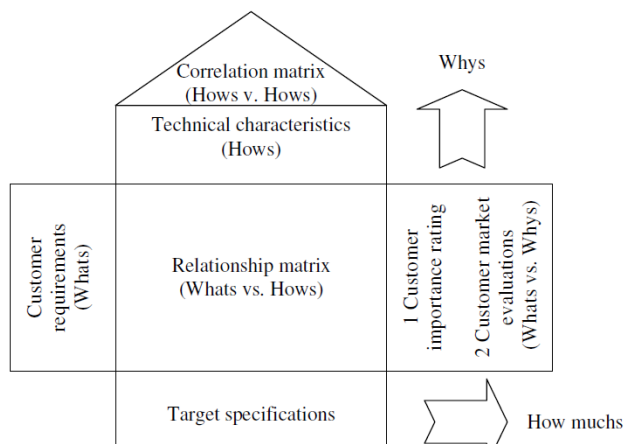 Correlation matrix
(Hows v. Hows)
Whys
Technical characteristics
(Hows)
Customer
requirements
(Whats)
Relationship matrix
(Whats vs. Hows)
1 Customer
importance rating
2 Customer market
evaluations
(Whats vs. Whys)
Target specifications
How muchs